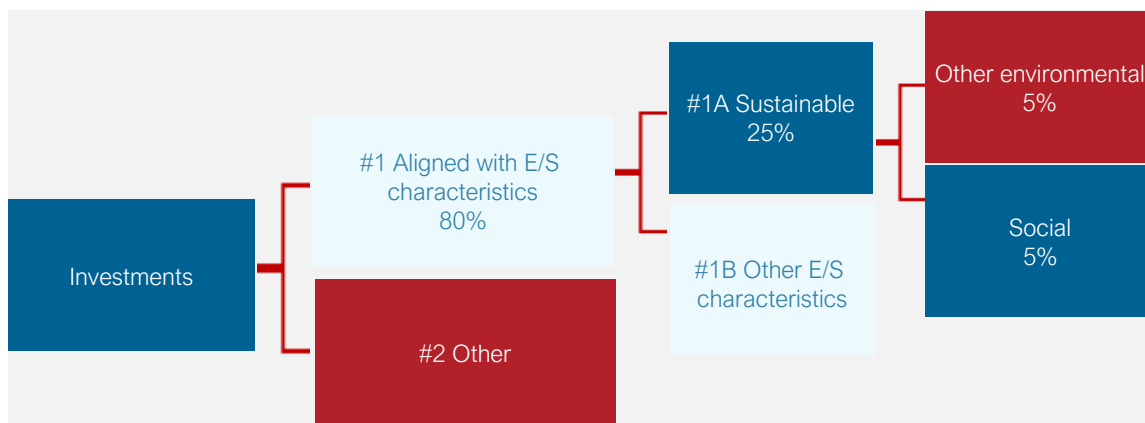 Investments
#1 Aligned with E/S
characteristics
80%
#2 Other
#1A Sustainable
25%
#1B Other E/S
characteristics
Other environmental
5%
Social
5%